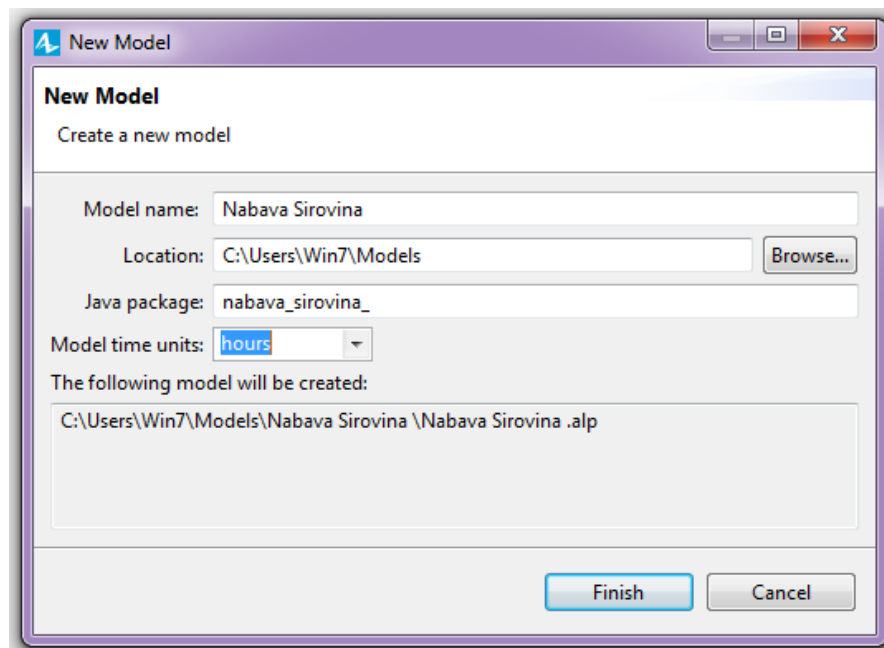 New Model
New Model
Create a new model
Model name: Nabava Sirovina
Location: C:\Users\Win7\Models Browse...
Java package: nabava_sirovina_
Model time units: hours
The following model will be created:
C:\Users\Win7\Models\Nabava Sirovina \Nabava Sirovina .alp
Finish Cancel